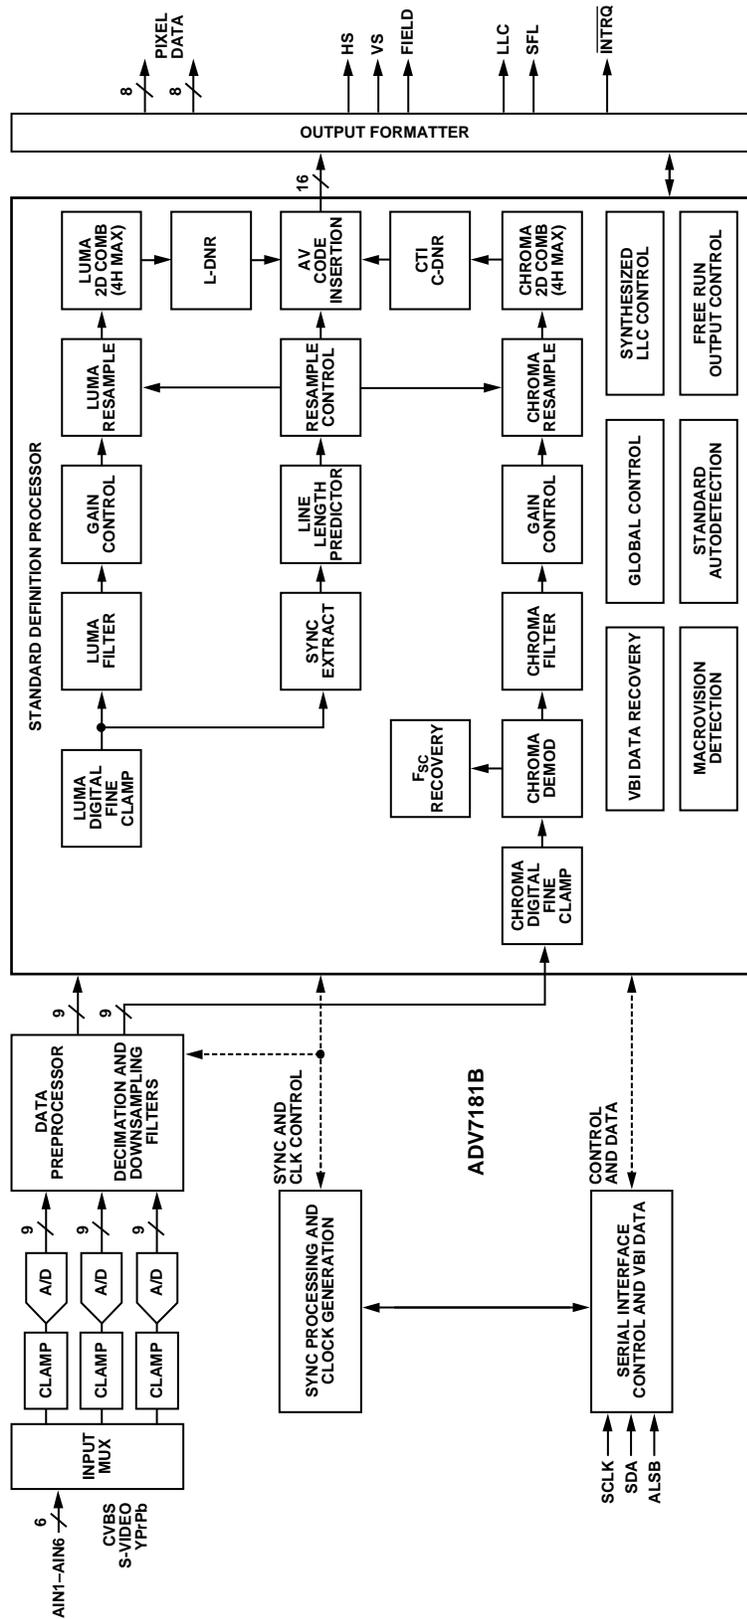 AIN1–AIN6
6
CVBS
S-VIDEO
YPrPb
INPUT
MUX
CLAMP
CLAMP
CLAMP
A/D
A/D
A/D
9
9
9
DATA
PREPROCESSOR
DECIMATION AND
DOWNSAMPLING
FILTERS
9
9
STANDARD DEFINITION PROCESSOR
LUMA
DIGITAL
FINE
CLAMP
LUMA
FILTER
GAIN
CONTROL
LUMA
RESAMPLE
LUMA
2D COMB
(4H MAX)
L-DNR
SYNC
EXTRACT
LINE
LENGTH
PREDICTOR
RESAMPLE
CONTROL
AV
CODE
INSERTION
CTI
C-DNR
FSC
RECOVERY
CHROMA
DIGITAL
FINE
CLAMP
CHROMA
DEMOD
CHROMA
FILTER
GAIN
CONTROL
CHROMA
RESAMPLE
CHROMA
2D COMB
(4H MAX)
VBI DATA RECOVERY
GLOBAL CONTROL
SYNTHESIZED
LLC CONTROL
MACROVISION
DETECTION
STANDARD
AUTODETECTION
FREE RUN
OUTPUT CONTROL
16
OUTPUT FORMATTER
8
8
PIXEL
DATA
HS
VS
FIELD
LLC
SFL
INTRQ
SYNC PROCESSING AND
CLOCK GENERATION
SYNC AND
CLK CONTROL
ADV7181B
SCLK
SDA
ALSB
SERIAL INTERFACE
CONTROL AND VBI DATA
CONTROL
AND DATA